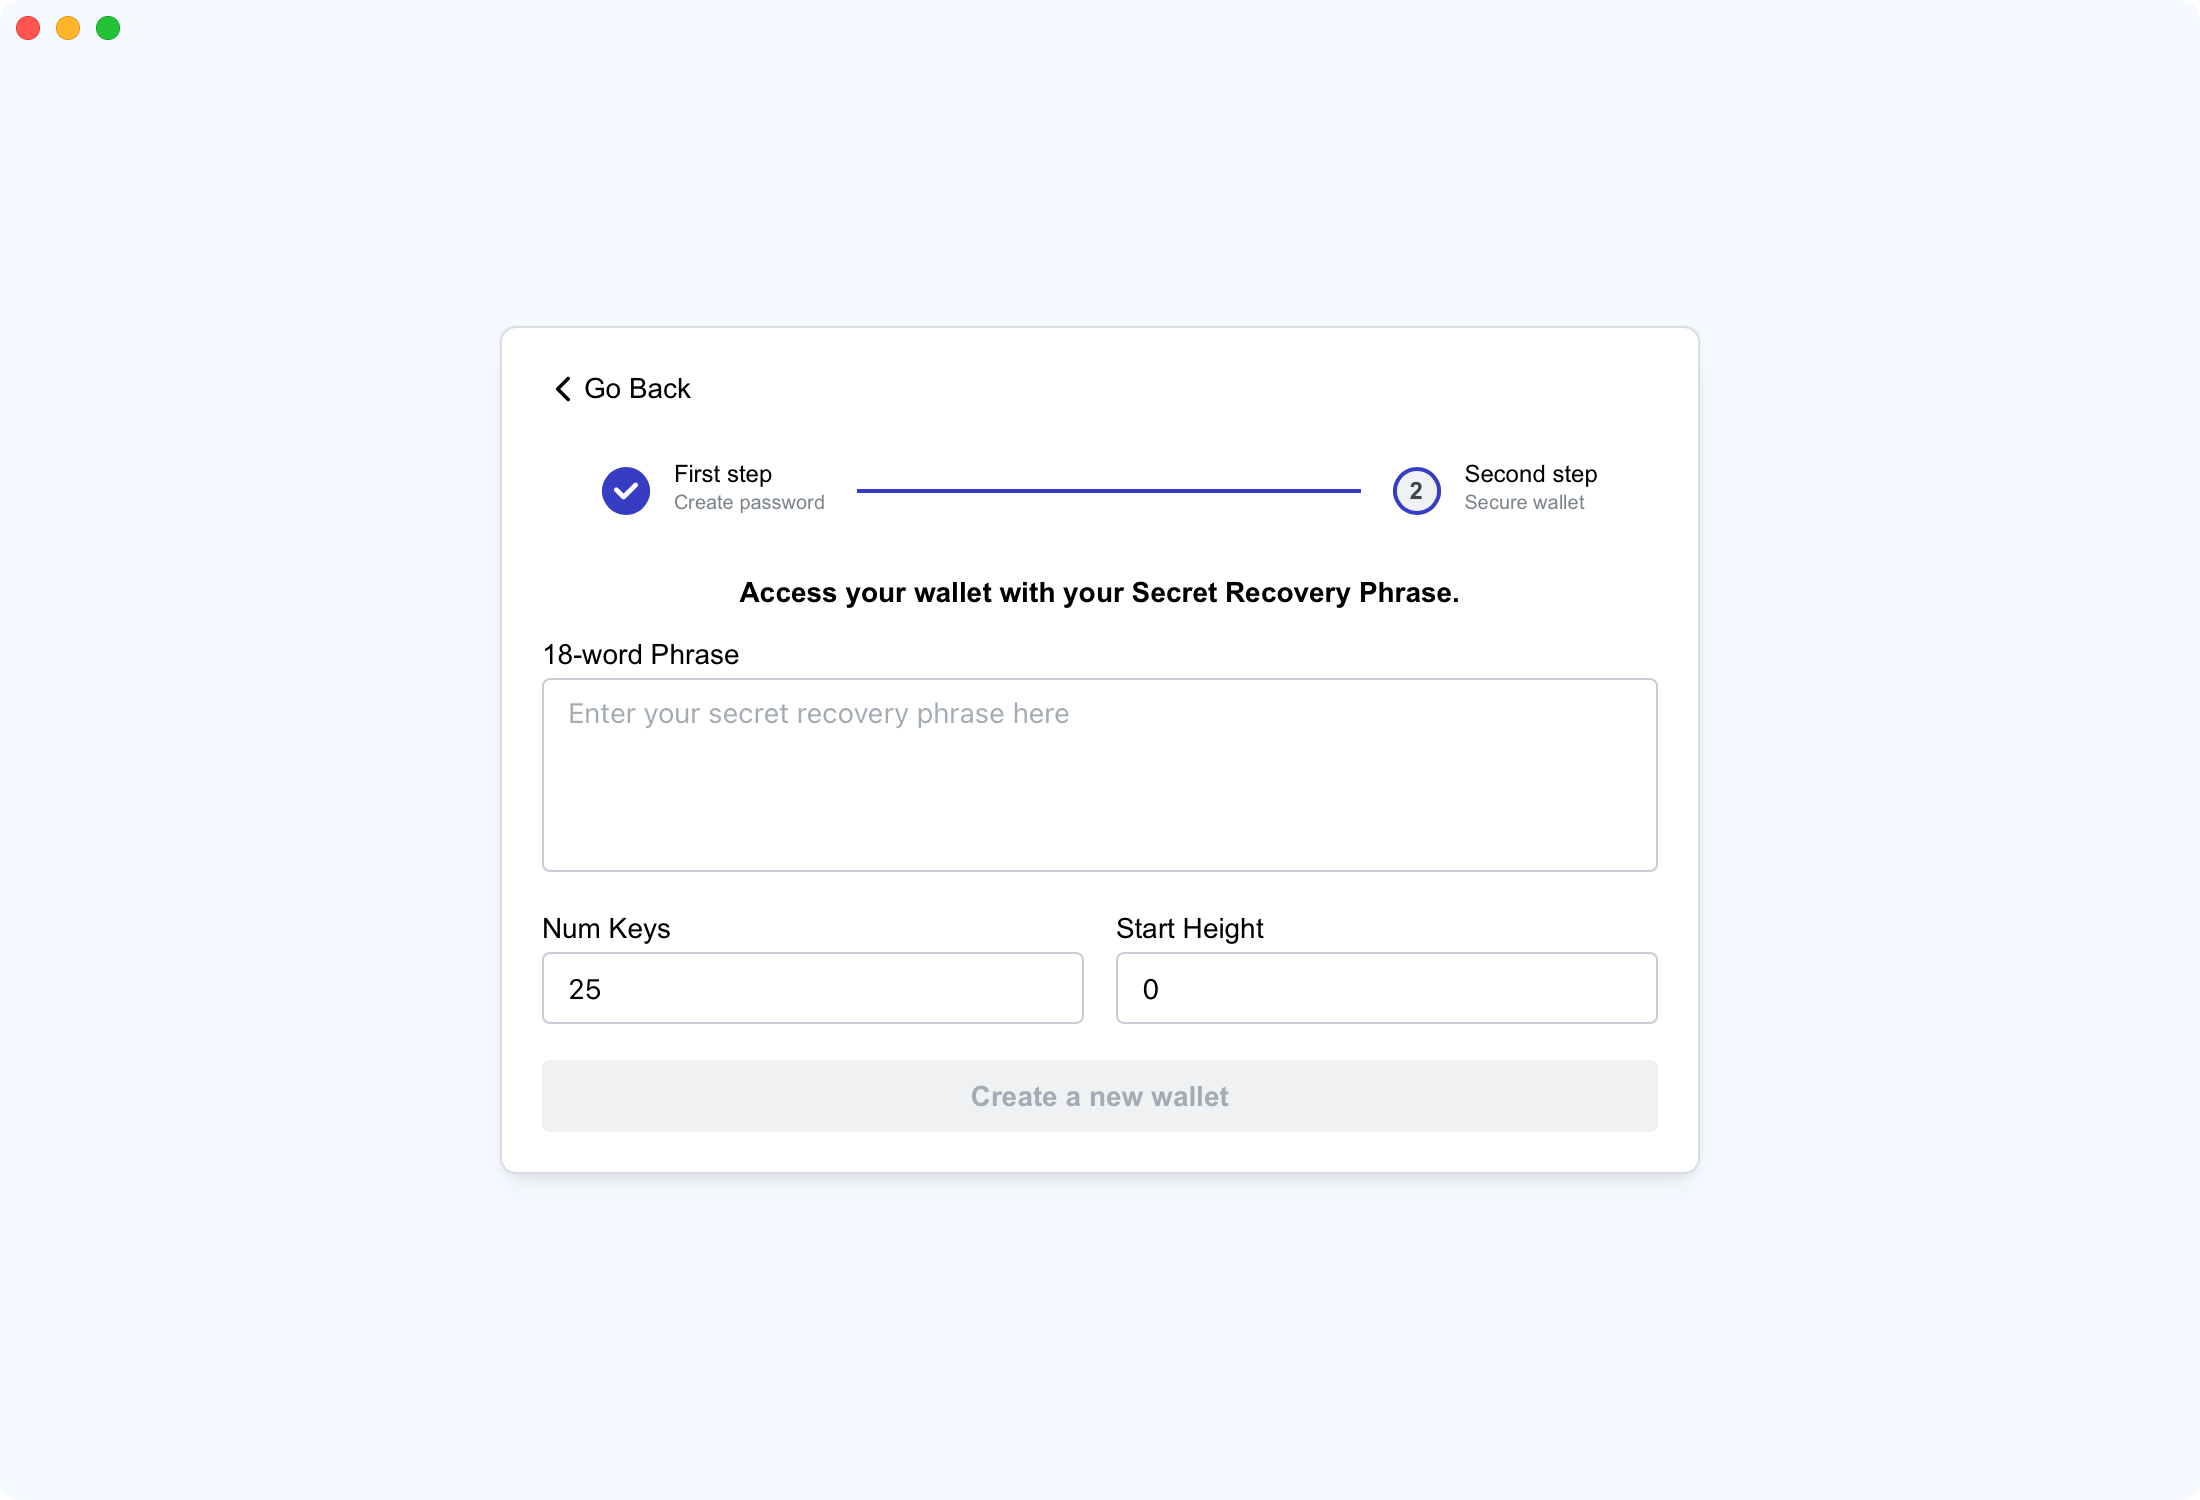 Go Back
First step
Create password
2
Second step
Secure wallet
Access your wallet with your Secret Recovery Phrase.
18-word Phrase
Enter your secret recovery phrase here
Num Keys
Start Height
25
0
Create a new wallet